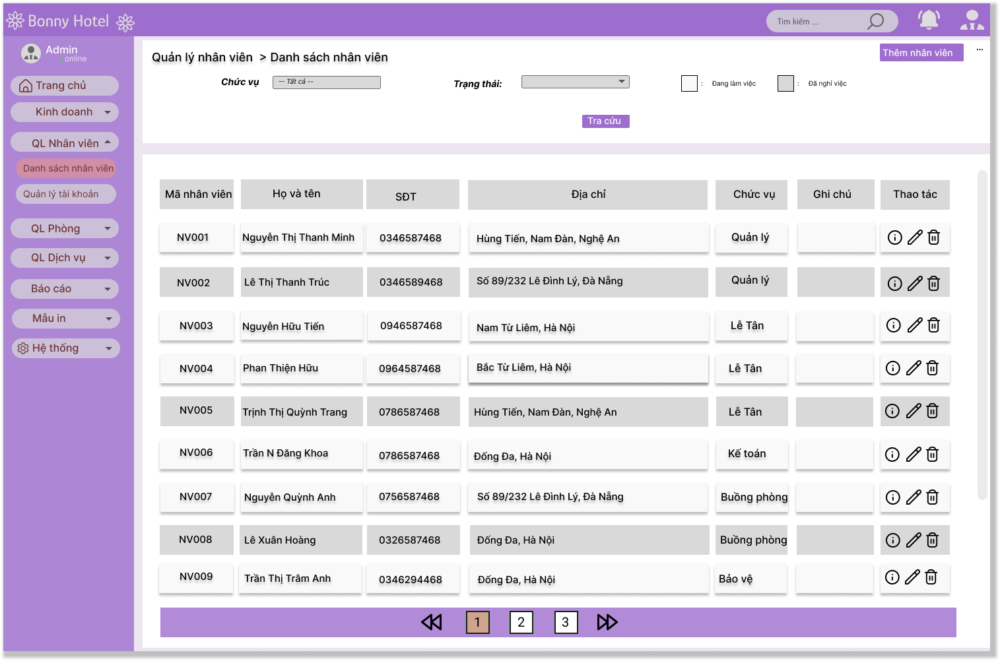 Bonny Hotel
Tìm kiếm ....
Admin
online
Trang chủ
Kinh doanh
QL Nhân viên
Danh sách nhân viên
Quản lý tài khoản
QL Phòng
QL Dịch vụ
Báo cáo
Mẫu in
Hệ thống
Quản lý nhân viên > Danh sách nhân viên
Thêm nhân viên ...
Chức vụ -- Tất cả -- Trạng thái: : Đang làm việc : Đã nghỉ việc
Tra cứu
Mã nhân viên Họ và tên SĐT Địa chỉ Chức vụ Ghi chú Thao tác
NV001 Nguyễn Thị Thanh Minh 0346587468 Hùng Tiến, Nam Đàn, Nghệ An Quản lý
NV002 Lê Thị Thanh Trúc 0346589468 Số 89/232 Lê Đình Lý, Đà Nẵng Quản lý
NV003 Nguyễn Hữu Tiến 0946587468 Nam Từ Liêm, Hà Nội Lễ Tân
NV004 Phan Thiện Hữu 0964587468 Bắc Từ Liêm, Hà Nội Lễ Tân
NV005 Trịnh Thị Quỳnh Trang 0786587468 Hùng Tiến, Nam Đàn, Nghệ An Lễ Tân
NV006 Trần N Đăng Khoa 0786587468 Đống Đa, Hà Nội Kế toán
NV007 Nguyễn Quỳnh Anh 0756587468 Số 89/232 Lê Đình Lý, Đà Nẵng Buồng phòng
NV008 Lê Xuân Hoàng 0326587468 Đống Đa, Hà Nội Buồng phòng
NV009 Trần Thị Trâm Anh 0346294468 Đống Đa, Hà Nội Bảo vệ
1 2 3